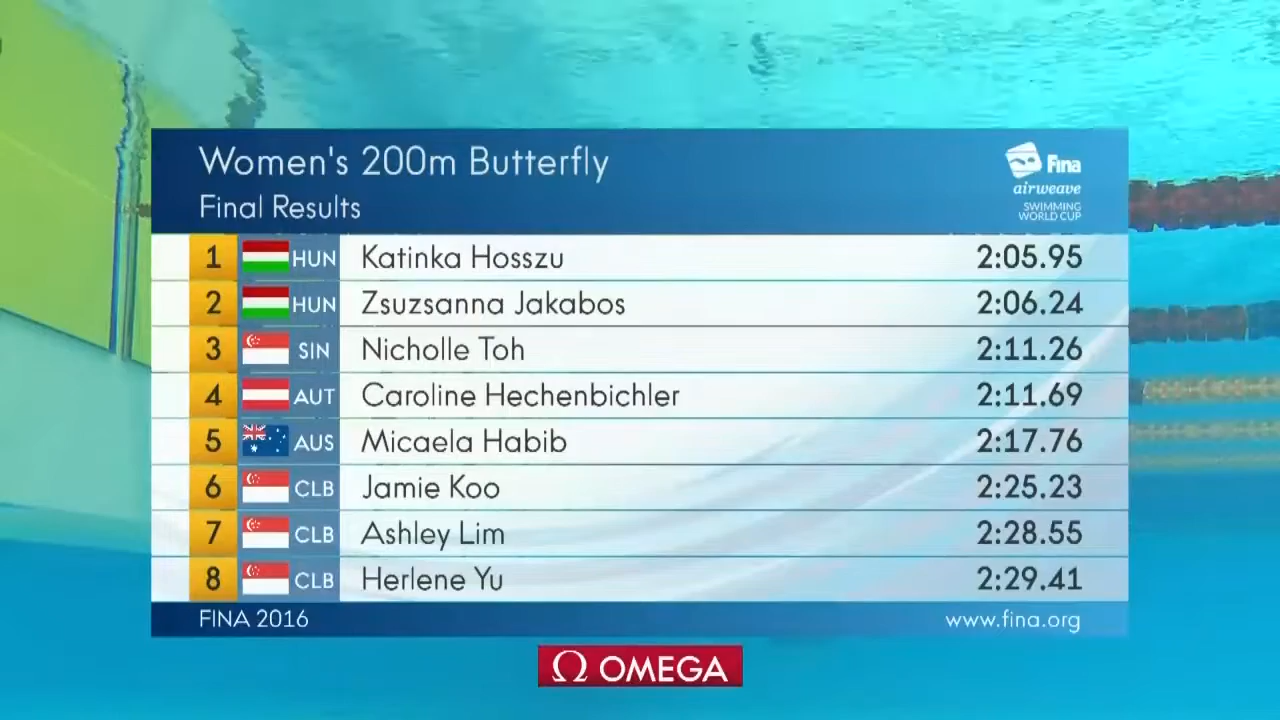 Women's 200m Butterfly
Final Results
Fina
airweave
SWIMMING
WORLD CUP
1 HUN Katinka Hosszu 2:05.95
2 HUN Zsuzsanna Jakabos 2:06.24
3 SIN Nicholle Toh 2:11.26
4 AUT Caroline Hechenbichler 2:11.69
5 AUS Micaela Habib 2:17.76
6 CLB Jamie Koo 2:25.23
7 CLB Ashley Lim 2:28.55
8 CLB Herlene Yu 2:29.41
FINA 2016 www.fina.org
Ω OMEGA